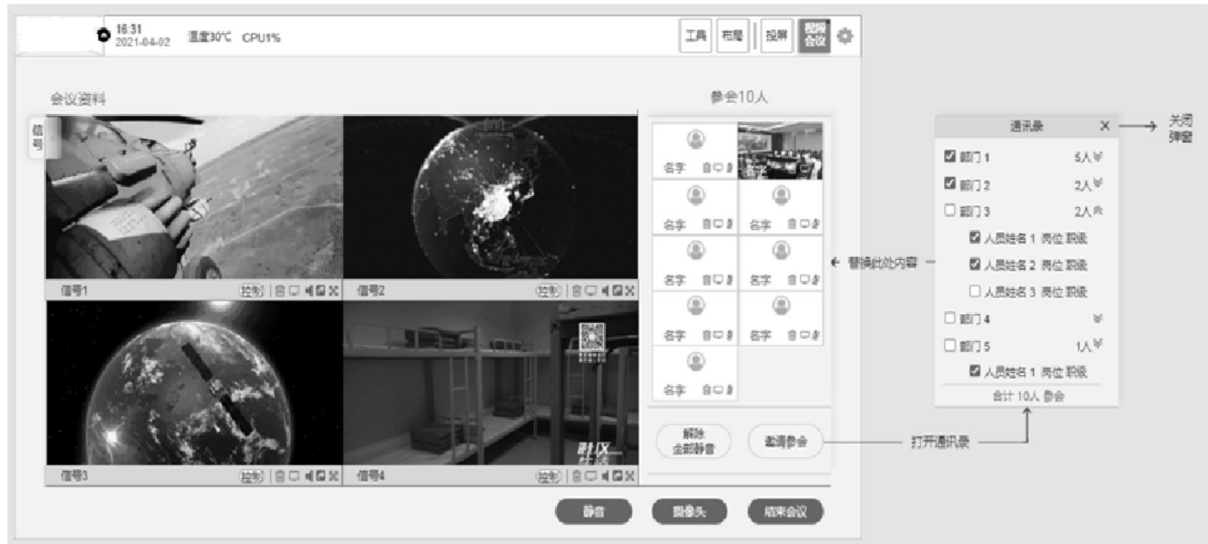 16:31
2021-04-02
温度30℃ CPU1%
工具
布局
投屏
视频
会议
会议资料
参会10人
信号
信号1
控制
信号2
控制
信号3
控制
信号4
控制
名字
名字
名字
名字
名字
名字
名字
名字
解除
全部静音
邀请参会
静音
摄像头
结束会议
替换此处内容
打开通讯录
通讯录 X
关闭
弹窗
部门 1 5人
部门 2 2人
部门 3 2人
人员姓名 1 岗位 职级
人员姓名 2 岗位 职级
人员姓名 3 岗位 职级
部门 4
部门 5 1人
人员姓名 1 岗位 职级
合计 10人 参会